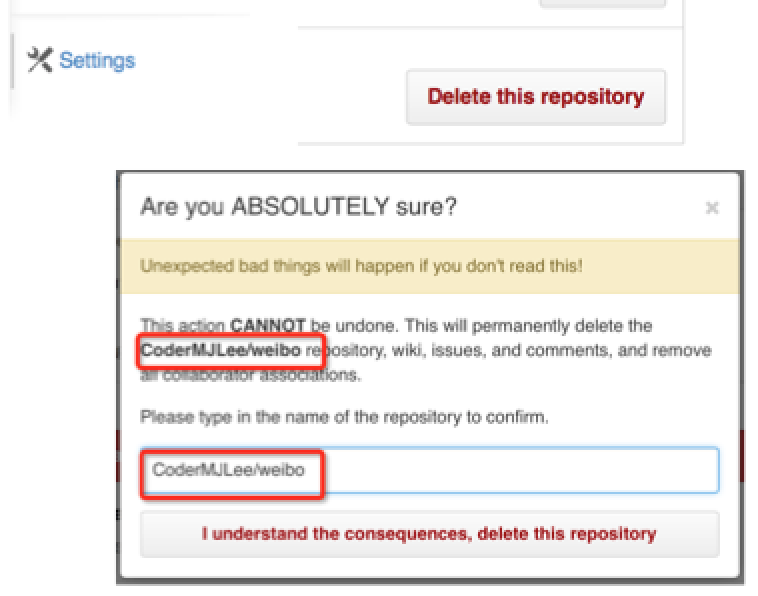 Settings
Delete this repository
Are you ABSOLUTELY sure?
×
Unexpected bad things will happen if you don't read this!
This action CANNOT be undone. This will permanently delete the
CoderMJLee/weibo repository, wiki, issues, and comments, and remove
all collaborator associations.
Please type in the name of the repository to confirm.
CoderMJLee/weibo
I understand the consequences, delete this repository